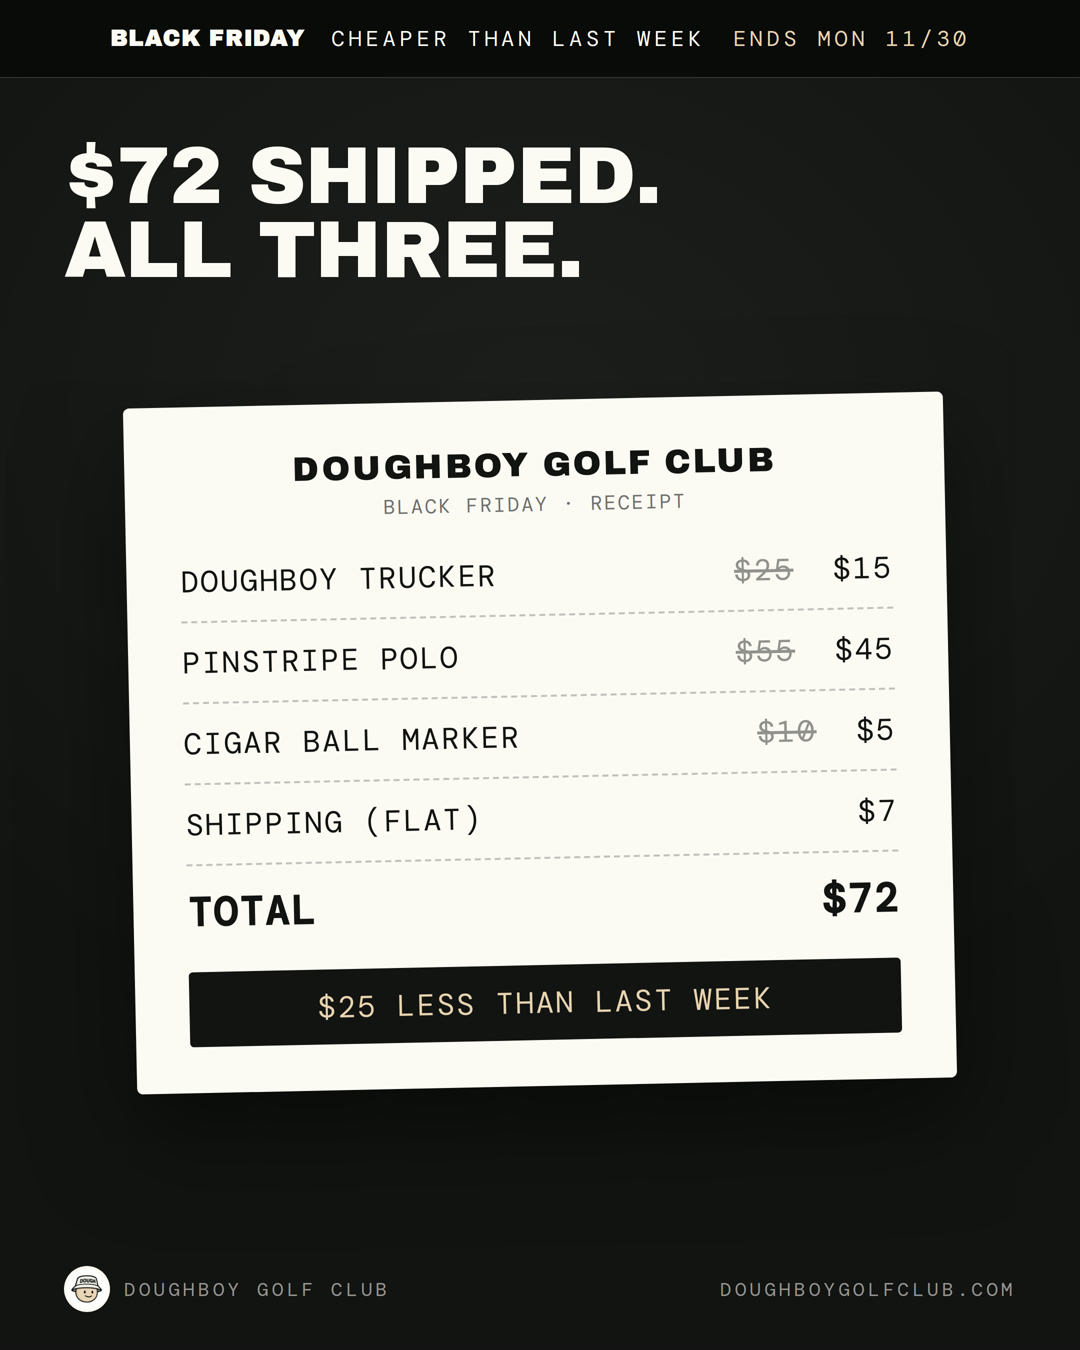 BLACK FRIDAY CHEAPER THAN LAST WEEK ENDS MON 11/30
$72 SHIPPED.
ALL THREE.
DOUGHBOY GOLF CLUB
BLACK FRIDAY · RECEIPT
DOUGHBOY TRUCKER $25 $15
PINSTRIPE POLO $55 $45
CIGAR BALL MARKER $10 $5
SHIPPING (FLAT) $7
TOTAL $72
$25 LESS THAN LAST WEEK
DOUGH
DOUGHBOY GOLF CLUB DOUGHBOYGOLFCLUB.COM